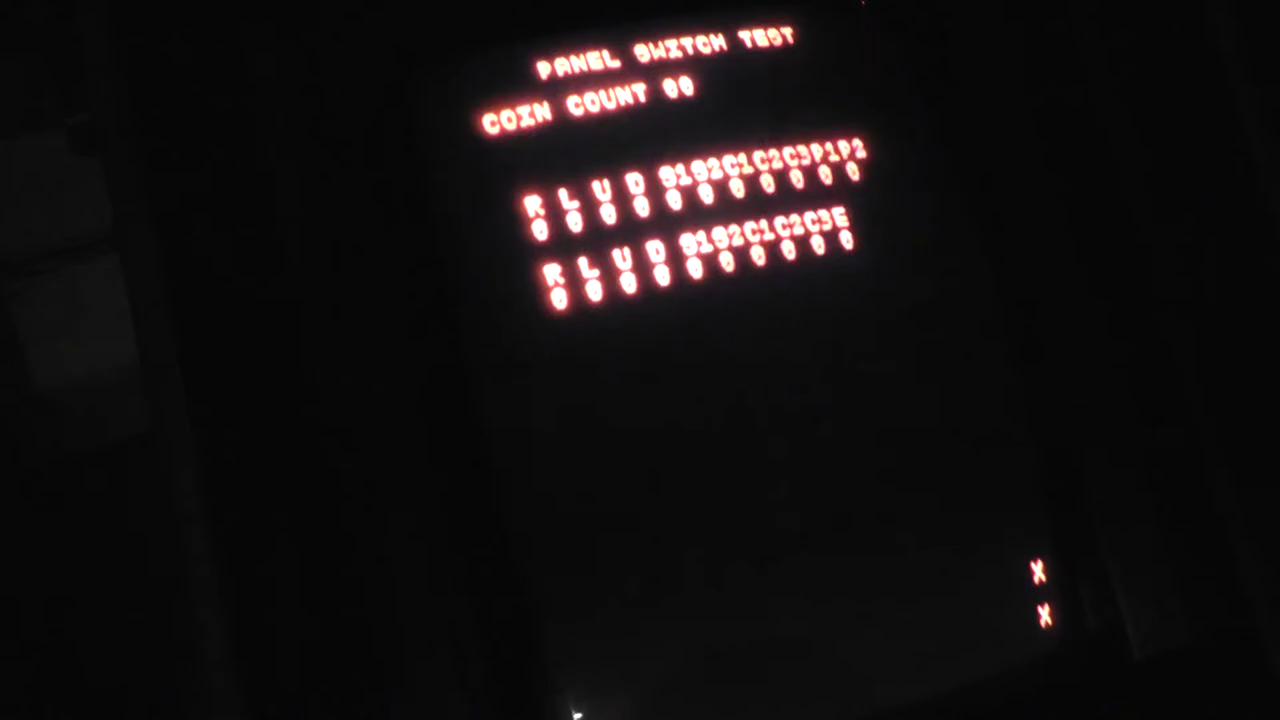 PANEL SWITCH TEST
COIN COUNT 00
R L U D S1S2C1C2C3P1P2
0 0 0 0 0 0 0 0 0 0 0
R L U D S1S2C1C2C3E
0 0 0 0 0 0 0 0 0 0
X
X